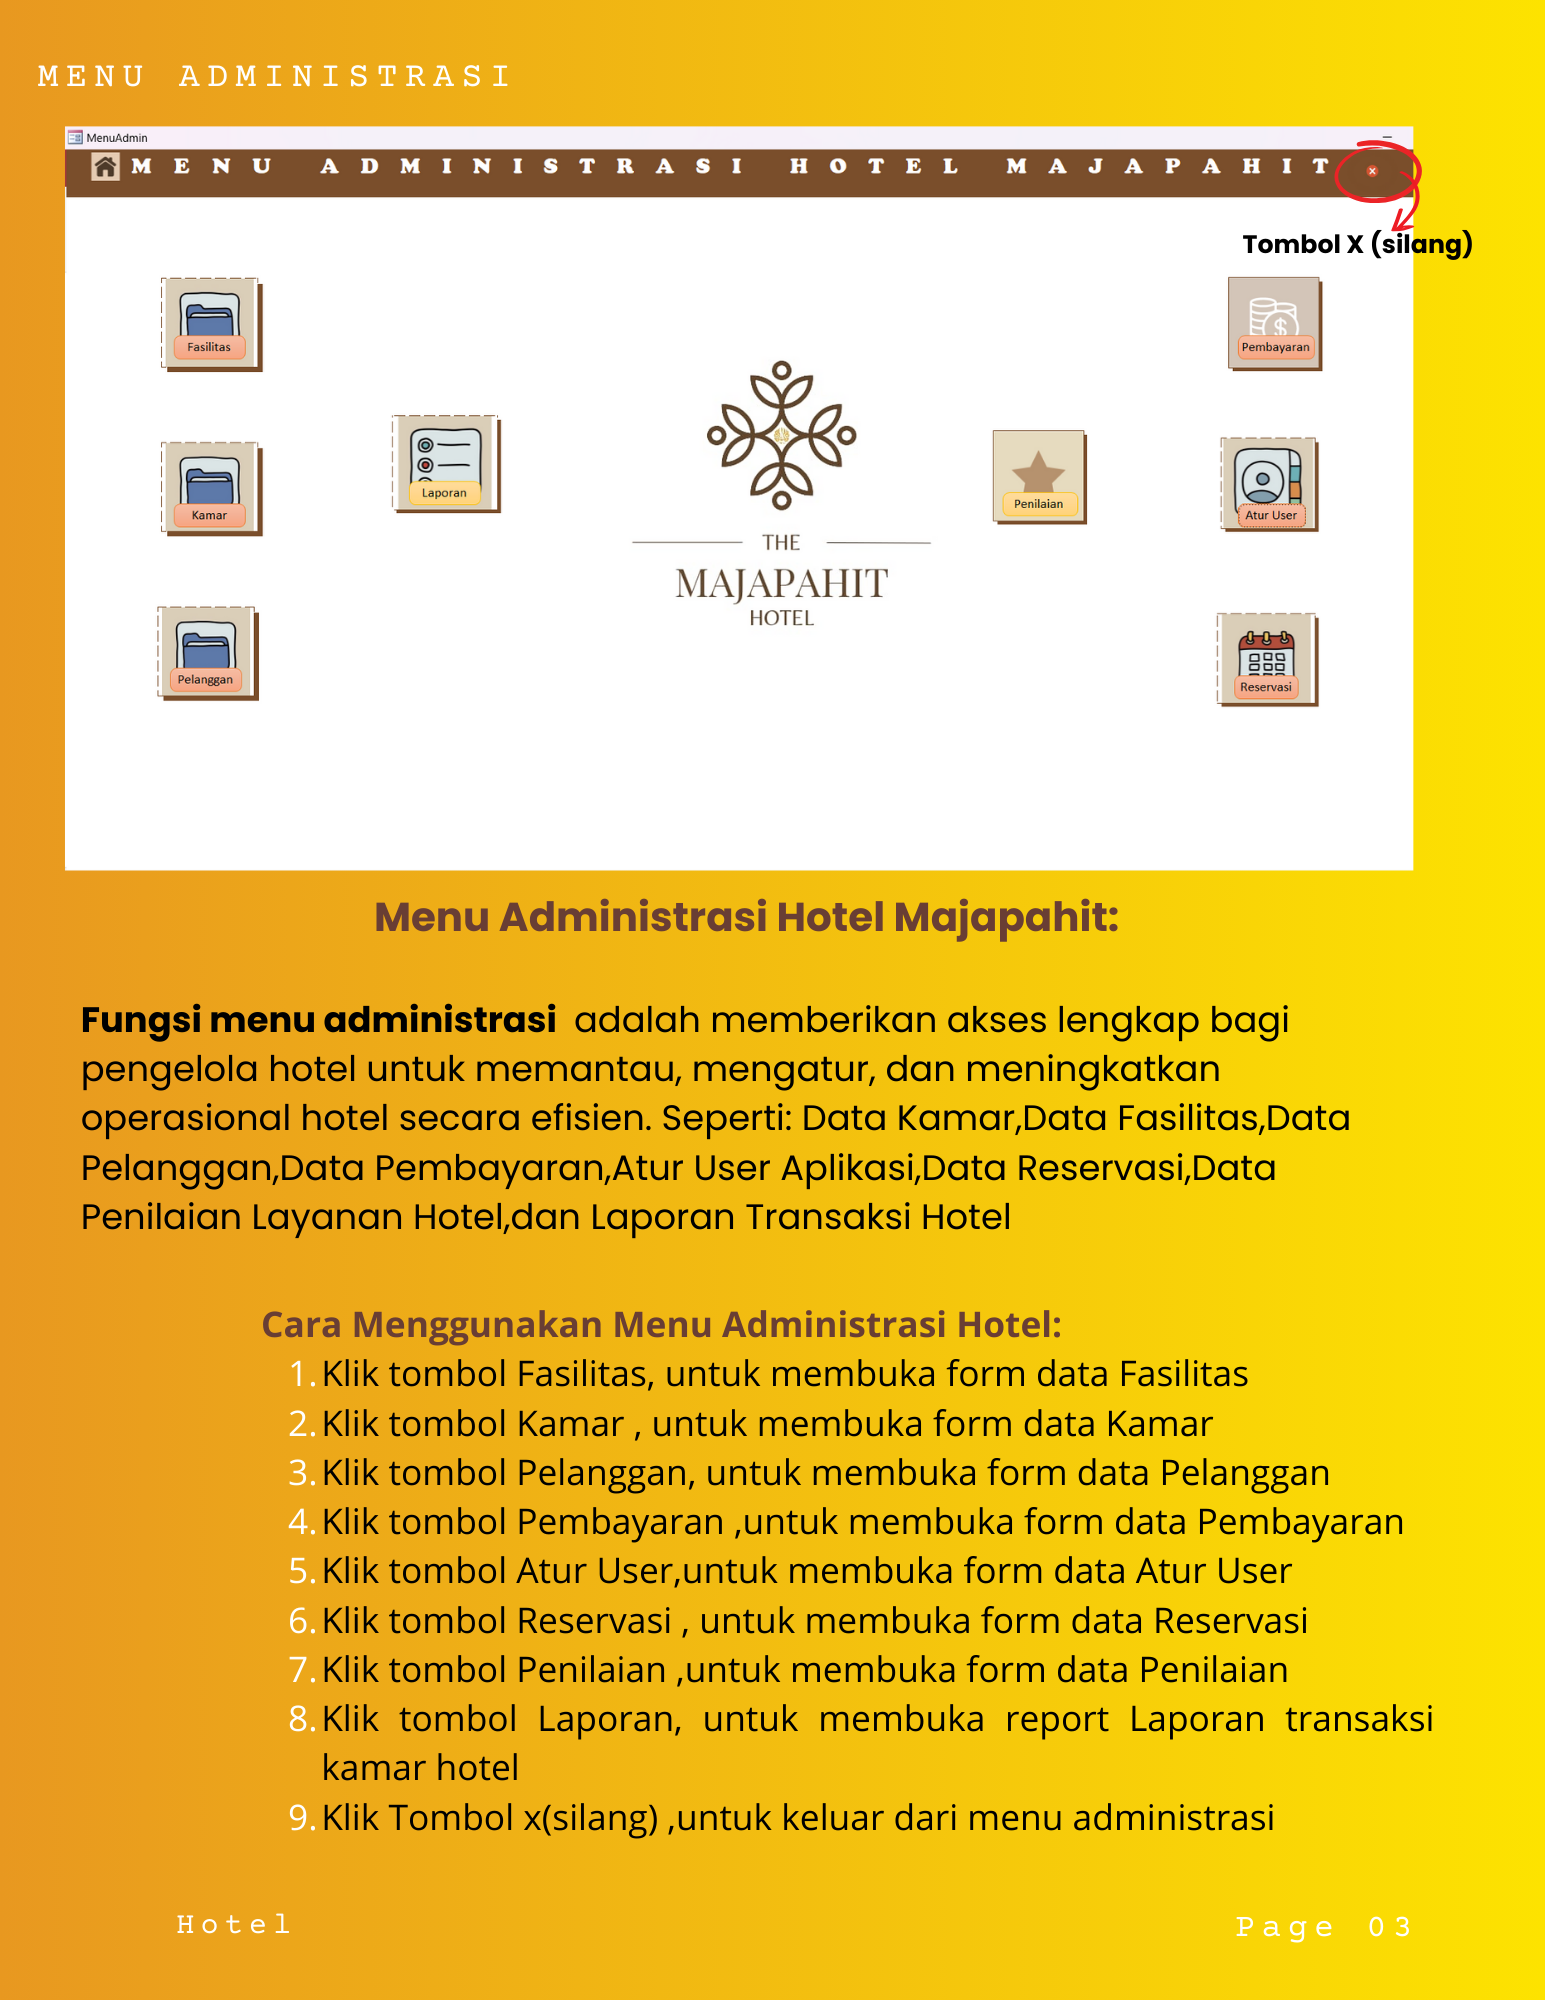 MENU ADMINISTRASI
MenuAdmin
MENU ADMINISTRASI HOTEL MAJAPAHIT
Tombol X (silang)
Fasilitas
Pembayaran
Laporan
Penilaian
Kamar
Atur User
THE
MAJAPAHIT
HOTEL
Pelanggan
Reservasi
Menu Administrasi Hotel Majapahit:
Fungsi menu administrasi adalah memberikan akses lengkap bagi
pengelola hotel untuk memantau, mengatur, dan meningkatkan
operasional hotel secara efisien. Seperti: Data Kamar,Data Fasilitas,Data
Pelanggan,Data Pembayaran,Atur User Aplikasi,Data Reservasi,Data
Penilaian Layanan Hotel,dan Laporan Transaksi Hotel
Cara Menggunakan Menu Administrasi Hotel:
1. Klik tombol Fasilitas, untuk membuka form data Fasilitas
2. Klik tombol Kamar , untuk membuka form data Kamar
3. Klik tombol Pelanggan, untuk membuka form data Pelanggan
4. Klik tombol Pembayaran ,untuk membuka form data Pembayaran
5. Klik tombol Atur User,untuk membuka form data Atur User
6. Klik tombol Reservasi , untuk membuka form data Reservasi
7. Klik tombol Penilaian ,untuk membuka form data Penilaian
8. Klik tombol Laporan, untuk membuka report Laporan transaksi
kamar hotel
9. Klik Tombol x(silang) ,untuk keluar dari menu administrasi
Hotel
Page 03